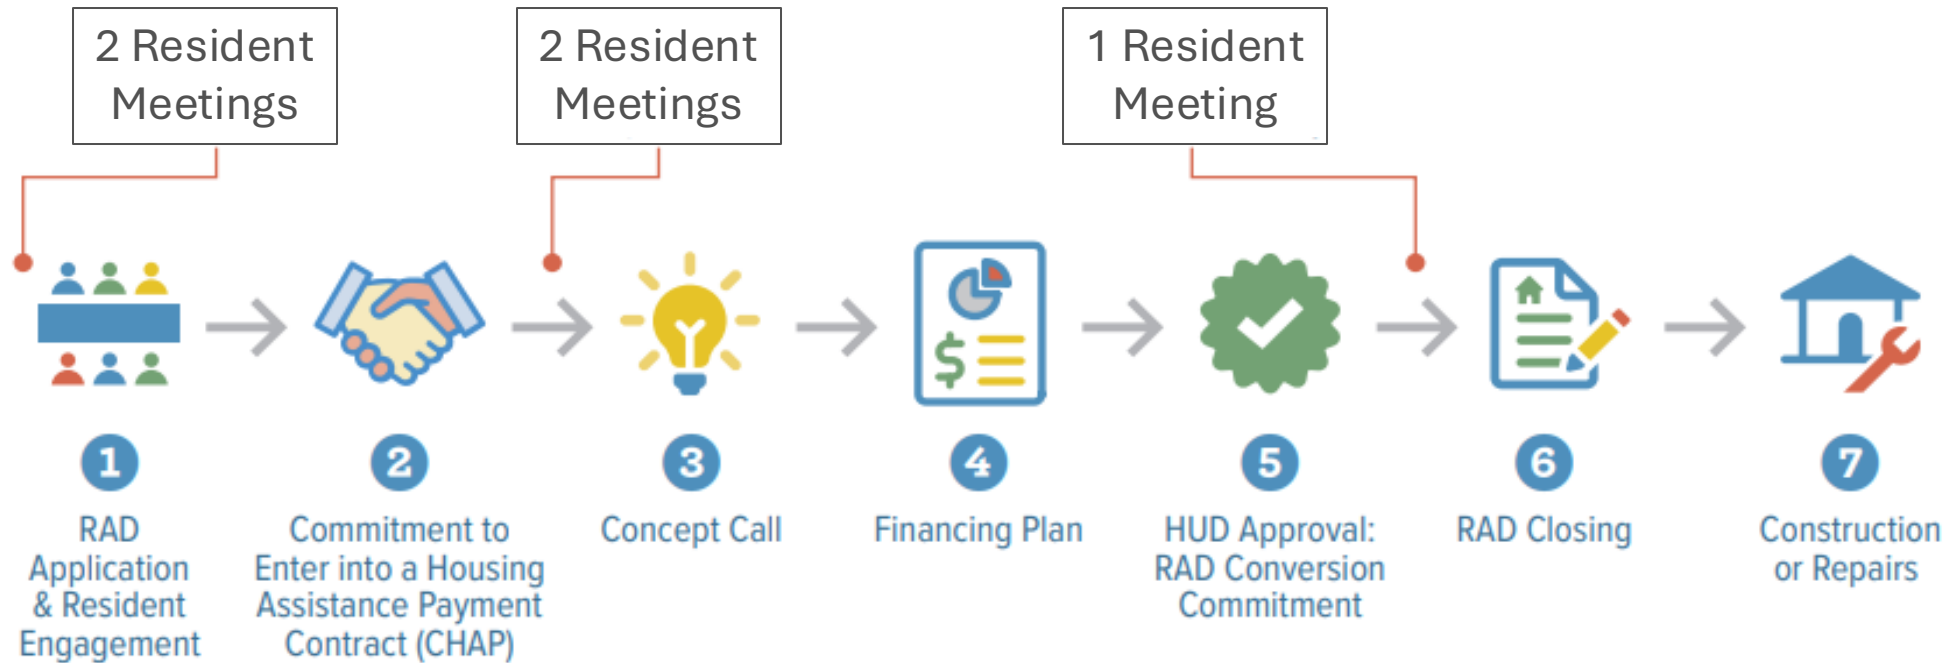 2 Resident
Meetings
2 Resident
Meetings
1 Resident
Meeting
$
1
RAD
Application
& Resident
Engagement
2
Commitment to
Enter into a Housing
Assistance Payment
Contract (CHAP)
3
Concept Call
4
Financing Plan
5
HUD Approval:
RAD Conversion
Commitment
6
RAD Closing
7
Construction
or Repairs